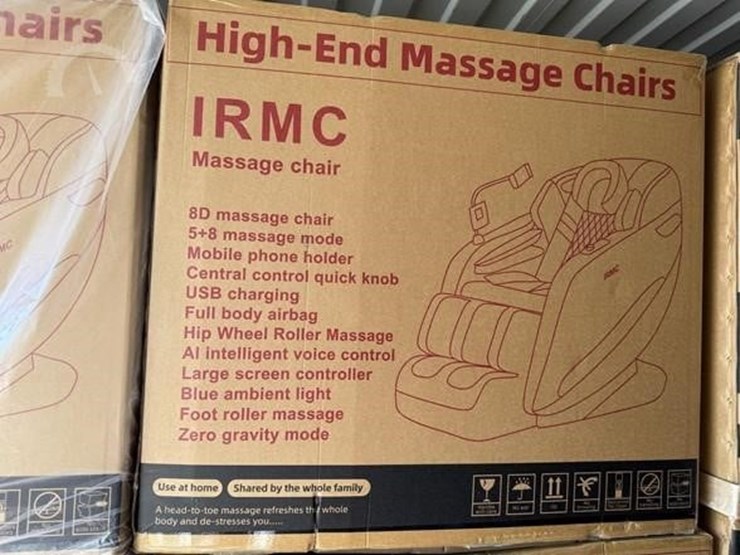 hairs
High-End Massage Chairs
IRMC
Massage chair
8D massage chair
5+8 massage mode
Mobile phone holder
Central control quick knob
USB charging
Full body airbag
Hip Wheel Roller Massage
AI intelligent voice control
Large screen controller
Blue ambient light
Foot roller massage
Zero gravity mode
IRMC
MC
Use at home
Shared by the whole family
A head-to-toe massage refreshes the whole
body and de-stresses you.....